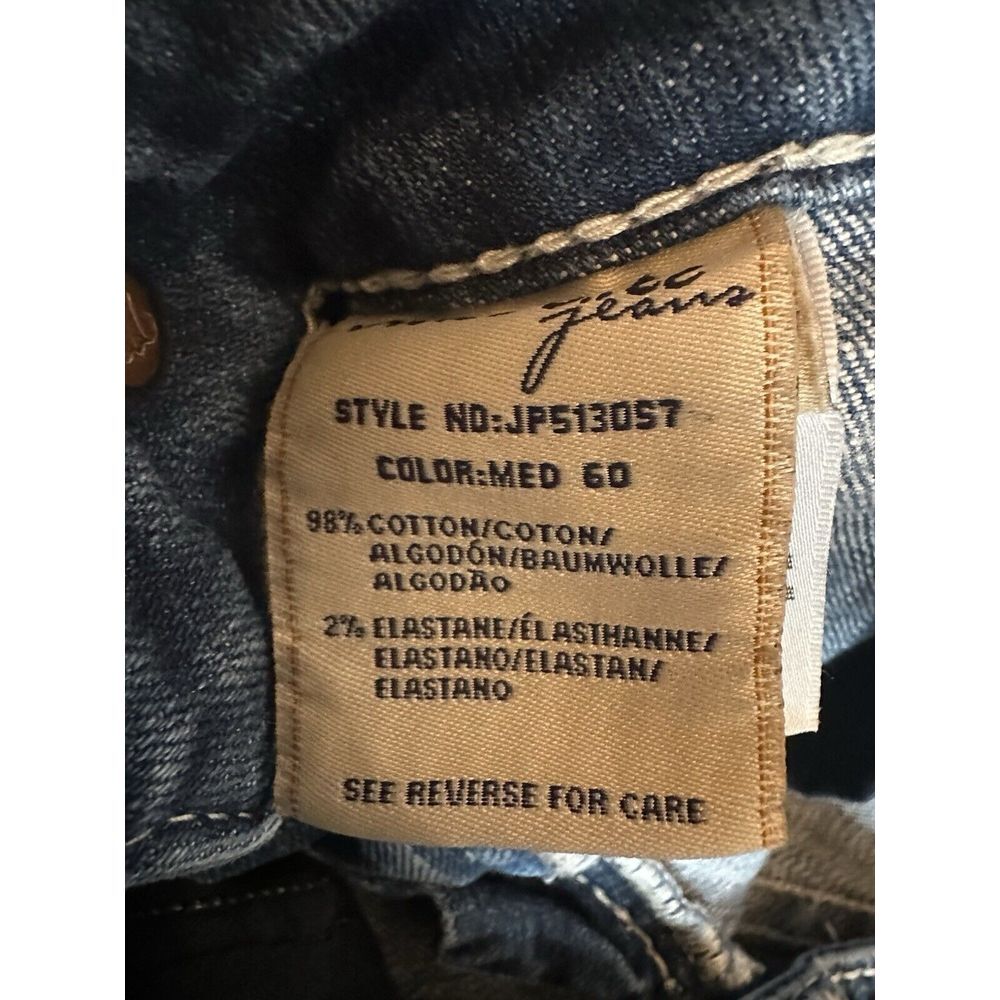 jeans
STYLE NO:JP5130S7
COLOR:MED 60
98% COTTON/COTON/
ALGODÓN/BAUMWOLLE/
ALGODÃO
2% ELASTANE/ÉLASTHANNE/
ELASTANO/ELASTAN/
ELASTANO
SEE REVERSE FOR CARE